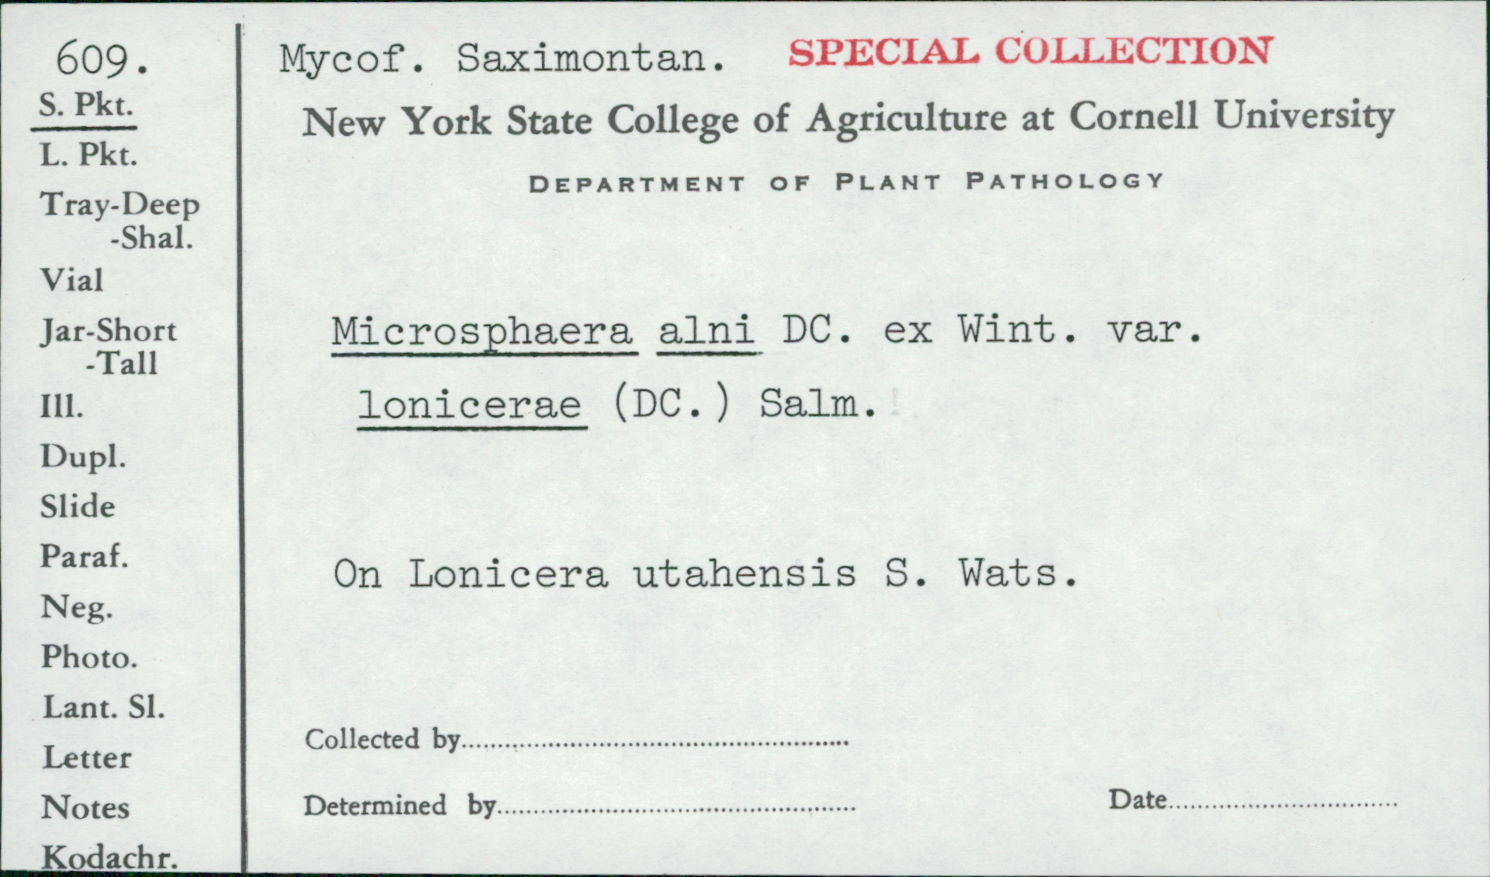 609.
S. Pkt.
L. Pkt.
Tray-Deep
-Shal.
Vial
Jar-Short
-Tall
Ill.
Dupl.
Slide
Paraf.
Neg.
Photo.
Lant. Sl.
Letter
Notes
Kodachr.
Mycof. Saximontan. SPECIAL COLLECTION
New York State College of Agriculture at Cornell University
DEPARTMENT OF PLANT PATHOLOGY
Microsphaera alni DC. ex Wint. var.
lonicerae (DC.) Salm.
On Lonicera utahensis S. Wats.
Collected by
Determined by
Date